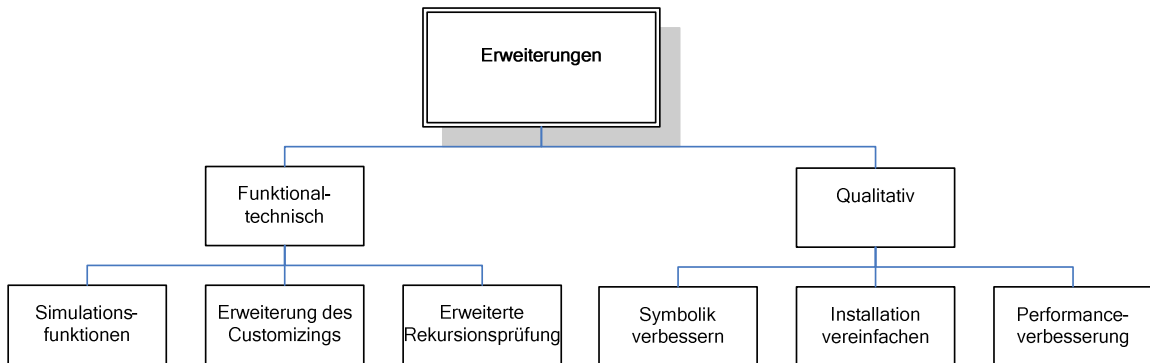 Erweiterungen
Funktional-
technisch
Qualitativ
Simulations-
funktionen
Erweiterung des
Customizings
Erweiterte
Rekursionsprüfung
Symbolik
verbessern
Installation
vereinfachen
Performance-
verbesserung